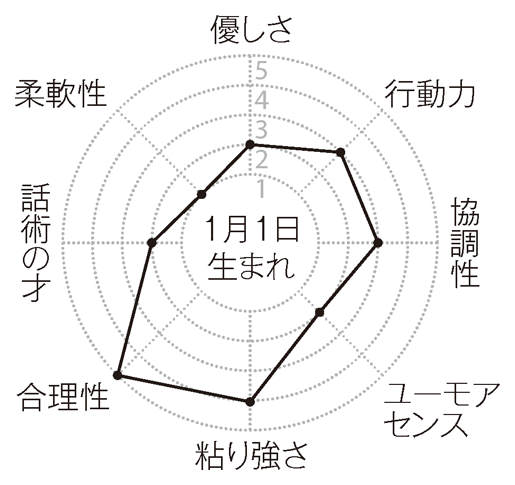 優しさ
行動力
協調性
ユーモア
センス
粘り強さ
合理性
話術の才
柔軟性
5
4
3
2
1
1月1日
生まれ